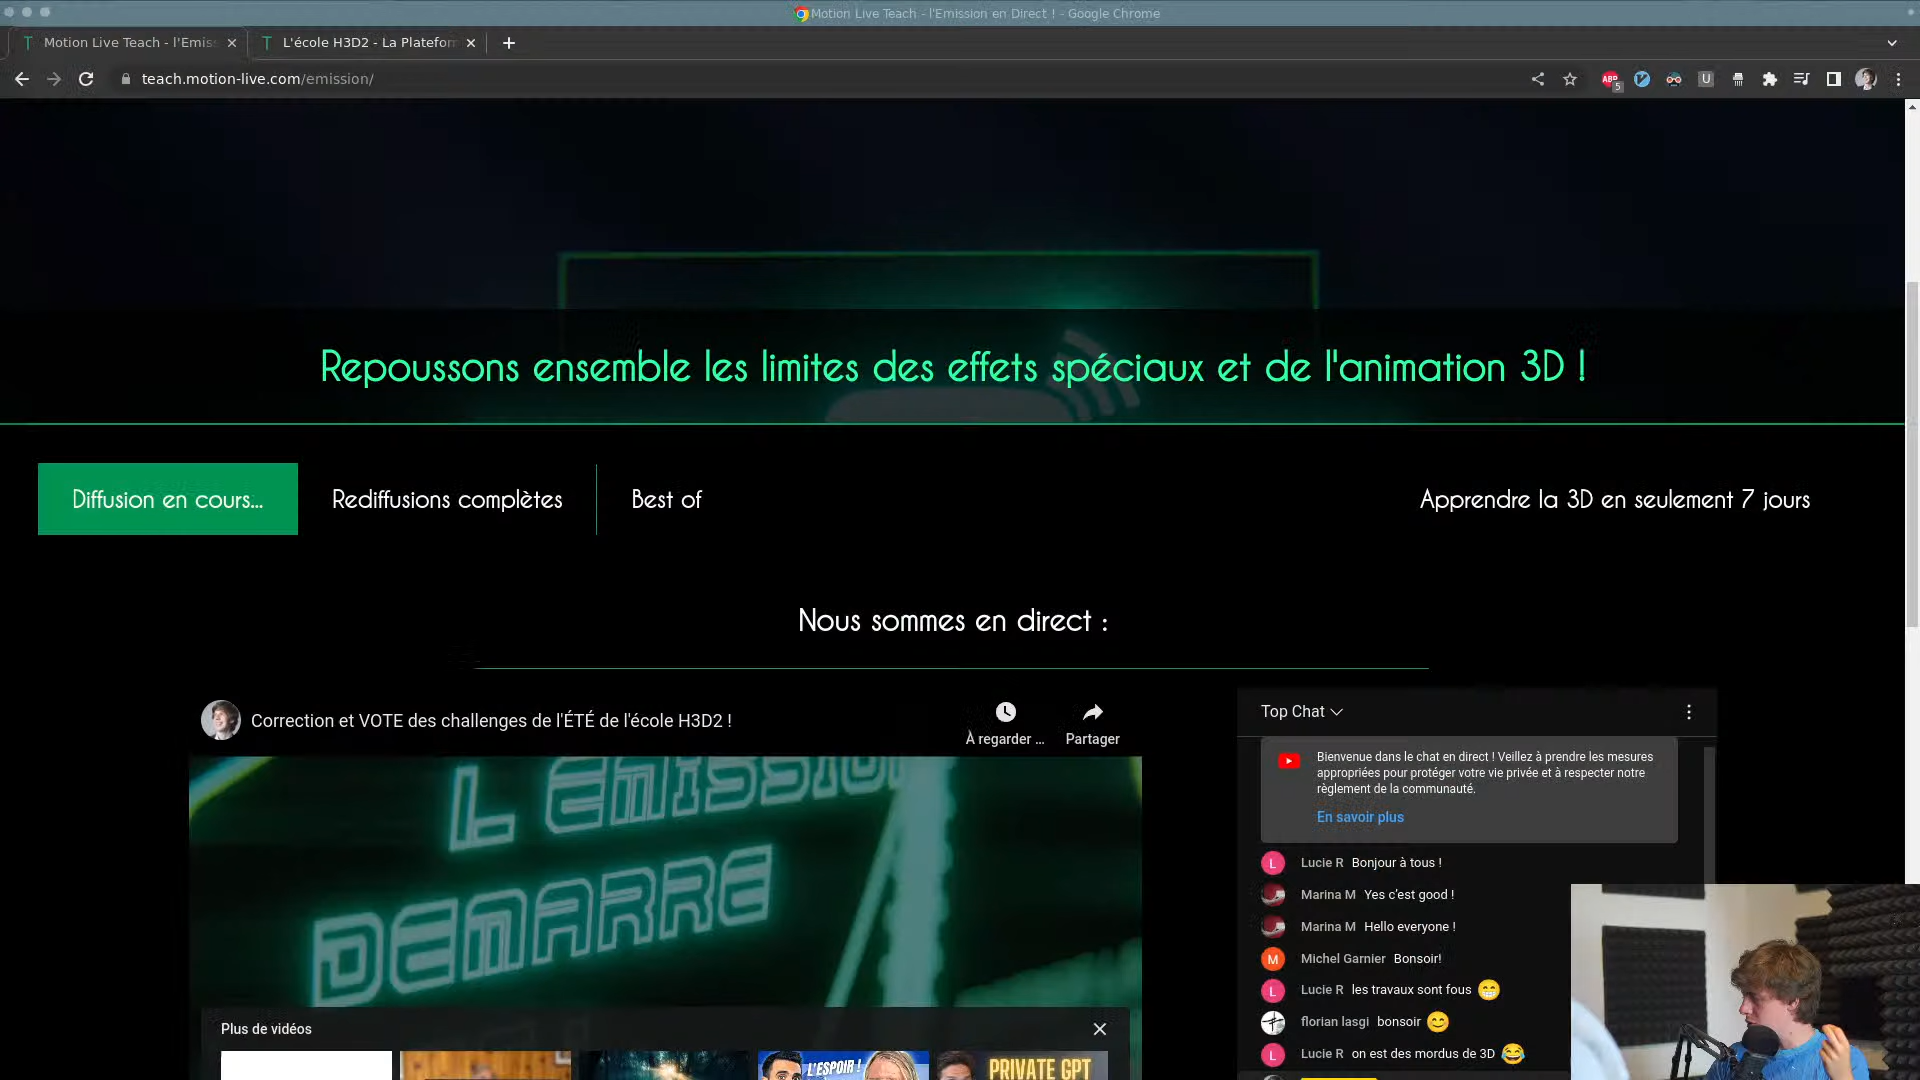 Motion Live Teach - l'Emission en Direct ! - Google Chrome
Motion Live Teach - l'Emiss
L'école H3D2 - La Plateforn
teach.motion-live.com/emission/
ABP
5
U
Repoussons ensemble les limites des effets spéciaux et de l'animation 3D !
Diffusion en cours...
Rediffusions complètes
Best of
Apprendre la 3D en seulement 7 jours
Nous sommes en direct :
Correction et VOTE des challenges de l'ÉTÉ de l'école H3D2 !
À regarder ...
Partager
L EMISSION
DEMARRE
Plus de vidéos
L'ESPOIR !
PRIVATE GPT
Top Chat
Bienvenue dans le chat en direct ! Veillez à prendre les mesures
appropriées pour protéger votre vie privée et à respecter notre
règlement de la communauté.
En savoir plus
L Lucie R Bonjour à tous !
Marina M Yes c'est good !
Marina M Hello everyone !
M Michel Garnier Bonsoir!
L Lucie R les travaux sont fous 😁
florian lasgi bonsoir 😊
L Lucie R on est des mordus de 3D 😂